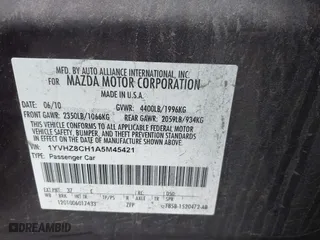 MFD. BY AUTO ALLIANCE INTERNATIONAL, INC.
FOR
MAZDA MOTOR CORPORATION
MADE IN U.S.A.
06/10 GVWR: 4400LB/1996KG
FRONT GAWR: 2350LB/1066KG REAR GAWR: 2059LB/934KG
THIS VEHICLE CONFORMS TO ALL APPLICABLE FEDERAL
MOTOR VEHICLE SAFETY, BUMPER, AND THEFT
PREVENTION STANDARDS IN EFFECT ON THE DATE OF
MANUFACTURE SHOWN ABOVE.
VIN: 1YVHZ8CH1A5M45421
TYPE: Passenger Car
© DREAMBID